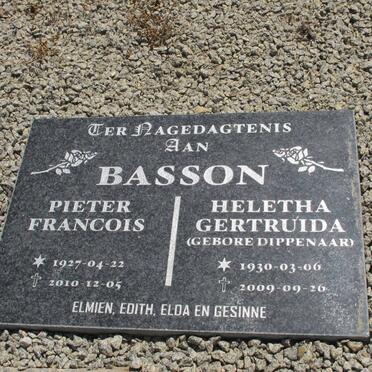 Ter Nagedagtenis
Aan
BASSON
PIETER
FRANCOIS
1927-04-22
2010-12-05
HELETHA
GERTRUIDA
(GEBORE DIPPENAAR)
1930-03-06
2009-09-26
ELMIEN, EDITH, ELDA EN GESINNE